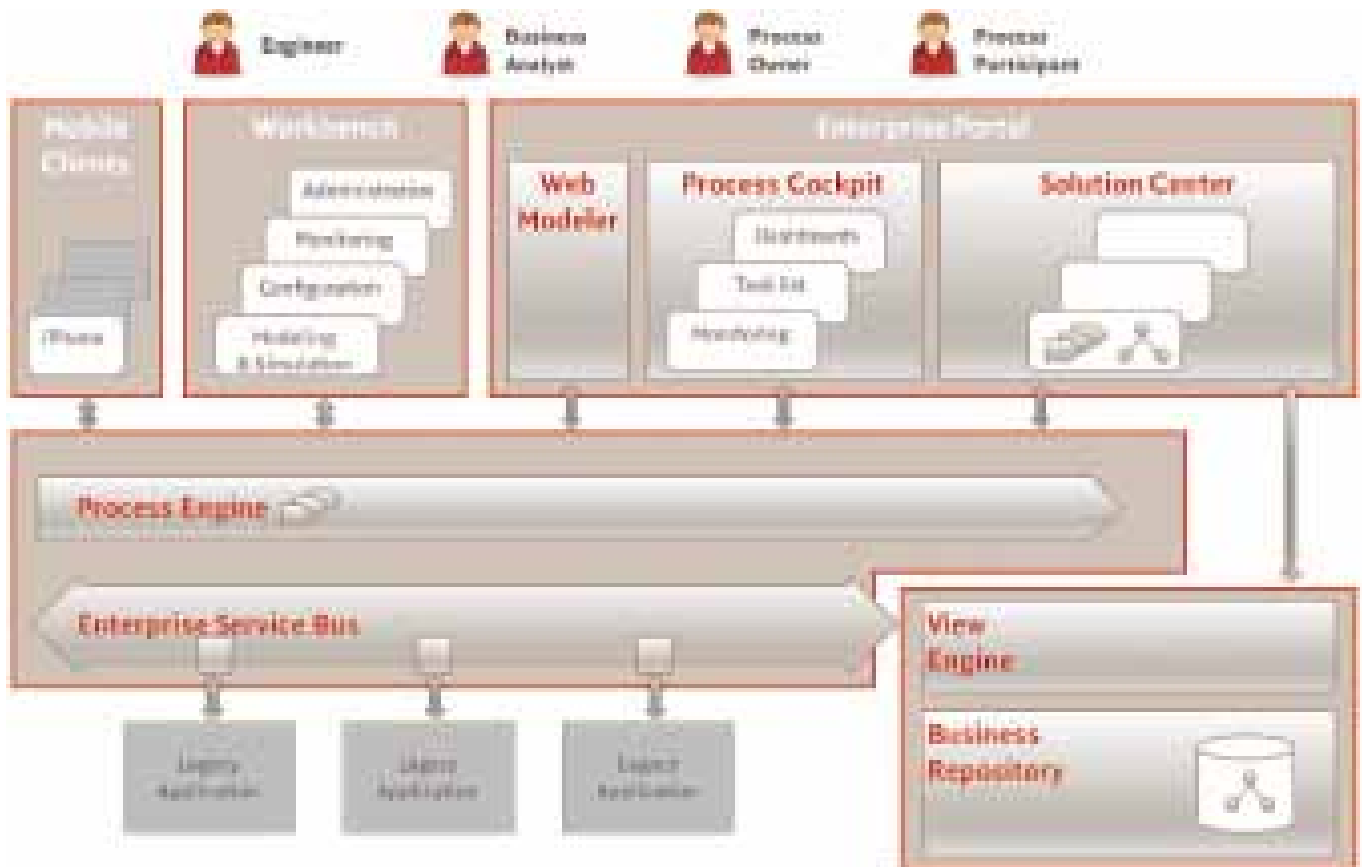 Engineer
Business
Analyst
Process
Owner
Process
Participant
Mobile
Clients
Workbench
Enterprise Portal
Administration
Monitoring
Configuration
Modeling
& Simulation
iPhone
Web
Modeler
Process Cockpit
Dashboards
Task list
Monitoring
Solution Center
Process Engine
Enterprise Service Bus
Legacy
Application
Legacy
Application
Legacy
Application
View
Engine
Business
Repository